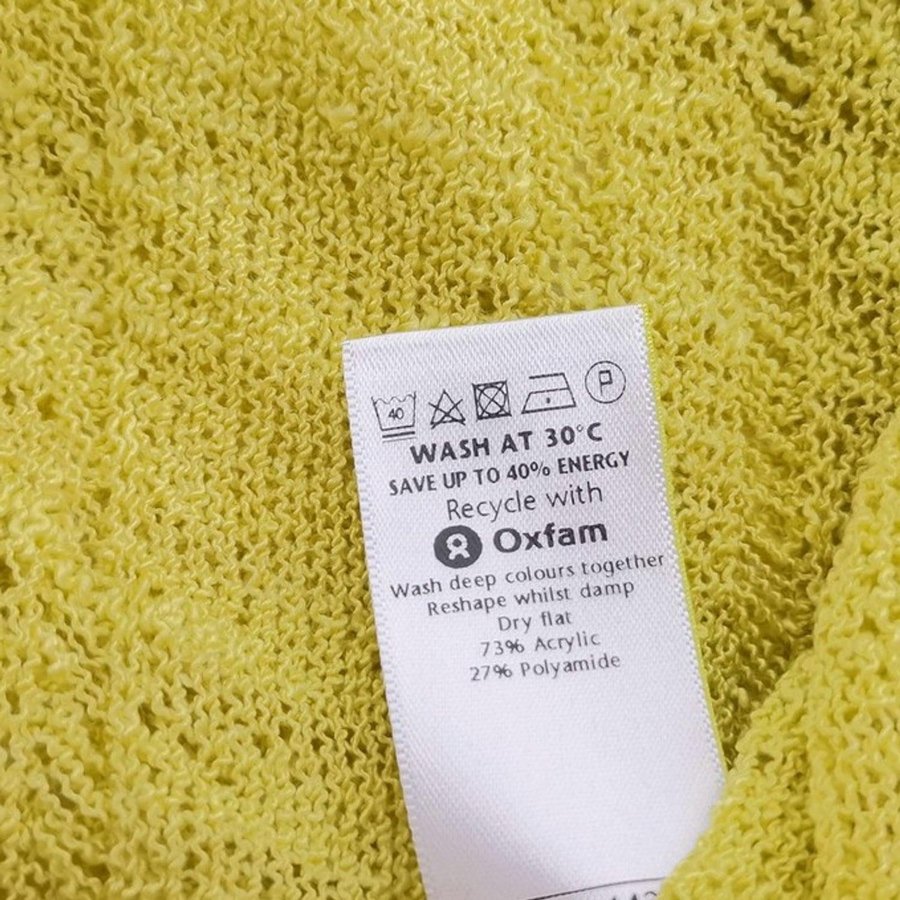 40
P
WASH AT 30°C
SAVE UP TO 40% ENERGY
Recycle with
Oxfam
Wash deep colours together
Reshape whilst damp
Dry flat
73% Acrylic
27% Polyamide